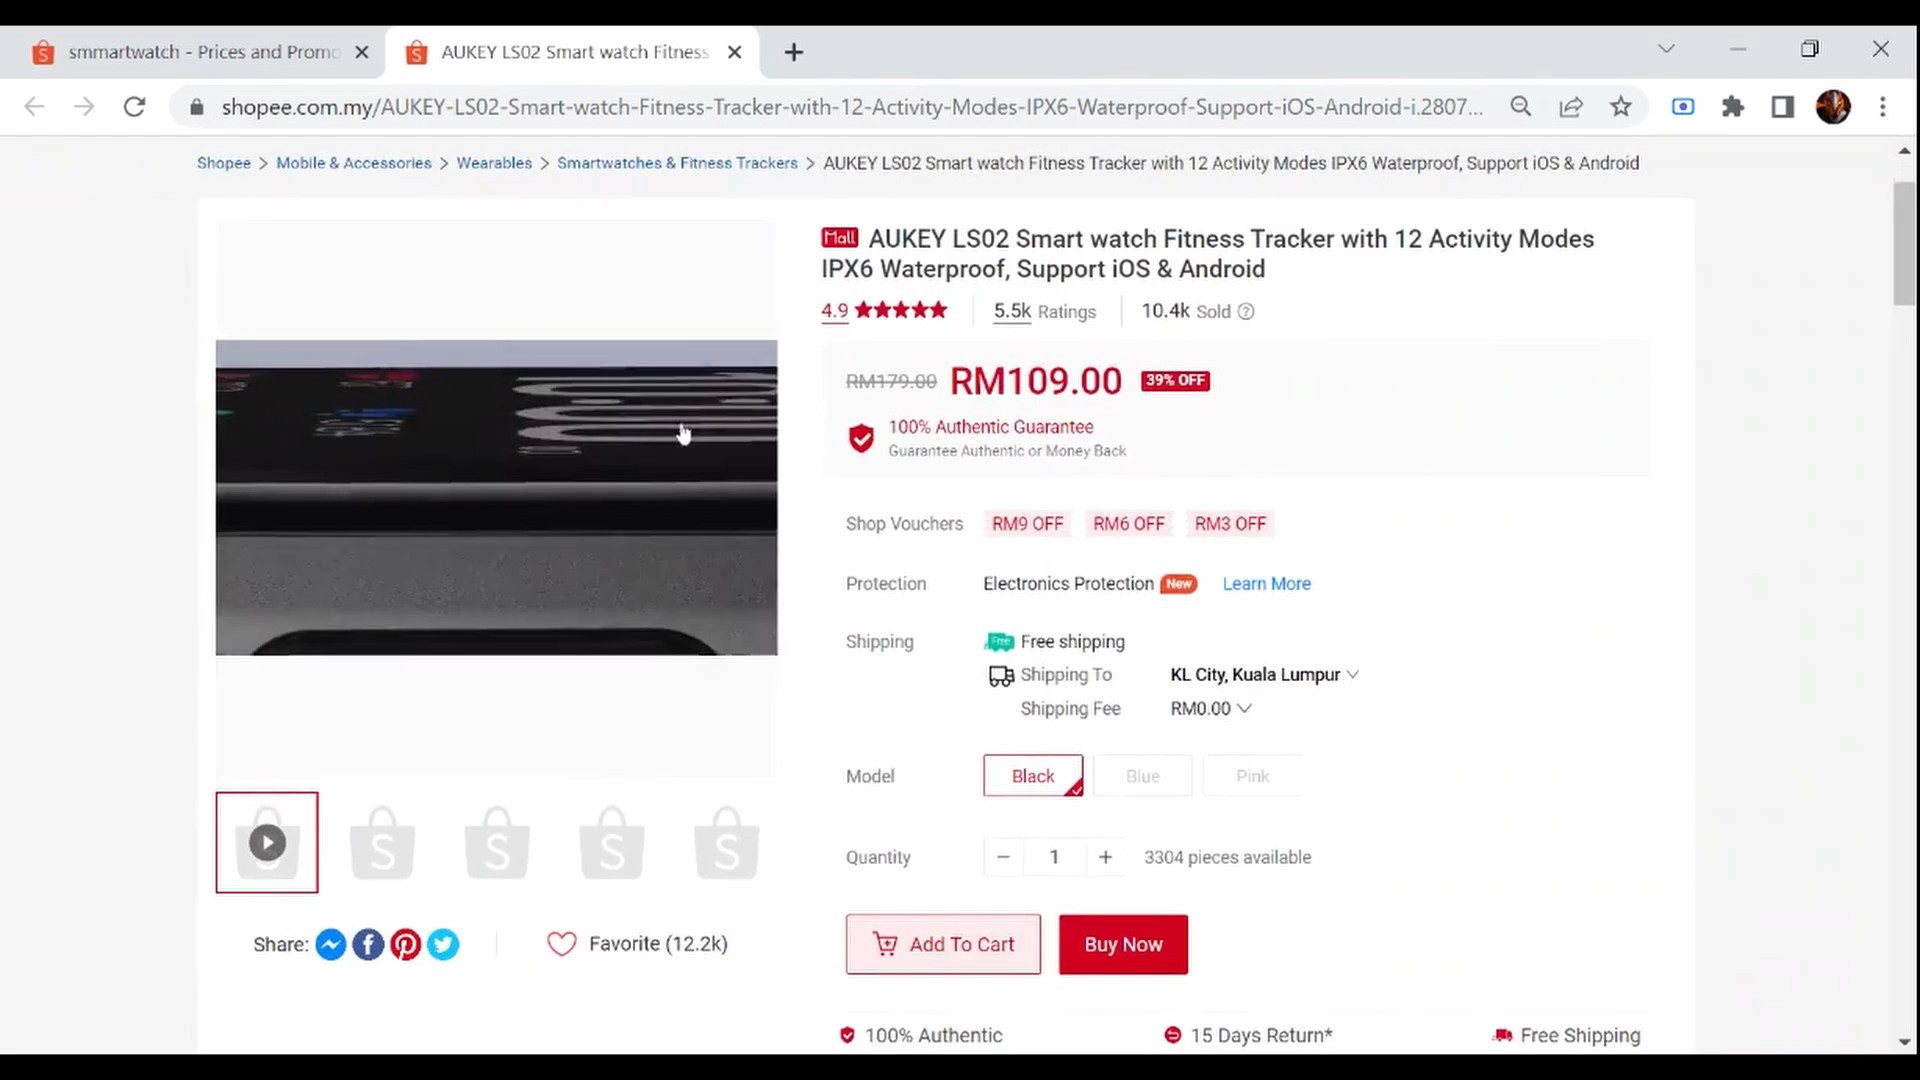 smmartwatch - Prices and Promo
AUKEY LS02 Smart watch Fitness
shopee.com.my/AUKEY-LS02-Smart-watch-Fitness-Tracker-with-12-Activity-Modes-IPX6-Waterproof-Support-iOS-Android-i.2807...
Shopee > Mobile & Accessories > Wearables > Smartwatches & Fitness Trackers > AUKEY LS02 Smart watch Fitness Tracker with 12 Activity Modes IPX6 Waterproof, Support iOS & Android
Mall AUKEY LS02 Smart watch Fitness Tracker with 12 Activity Modes
IPX6 Waterproof, Support iOS & Android
4.9 5.5k Ratings 10.4k Sold ?
RM179.00 RM109.00 39% OFF
100% Authentic Guarantee
Guarantee Authentic or Money Back
Shop Vouchers RM9 OFF RM6 OFF RM3 OFF
Protection Electronics Protection New Learn More
Shipping Free Free shipping
Shipping To KL City, Kuala Lumpur
Shipping Fee RM0.00
Model Black Blue Pink
Quantity − 1 + 3304 pieces available
Share: Favorite (12.2k)
Add To Cart Buy Now
100% Authentic 15 Days Return* Free Shipping